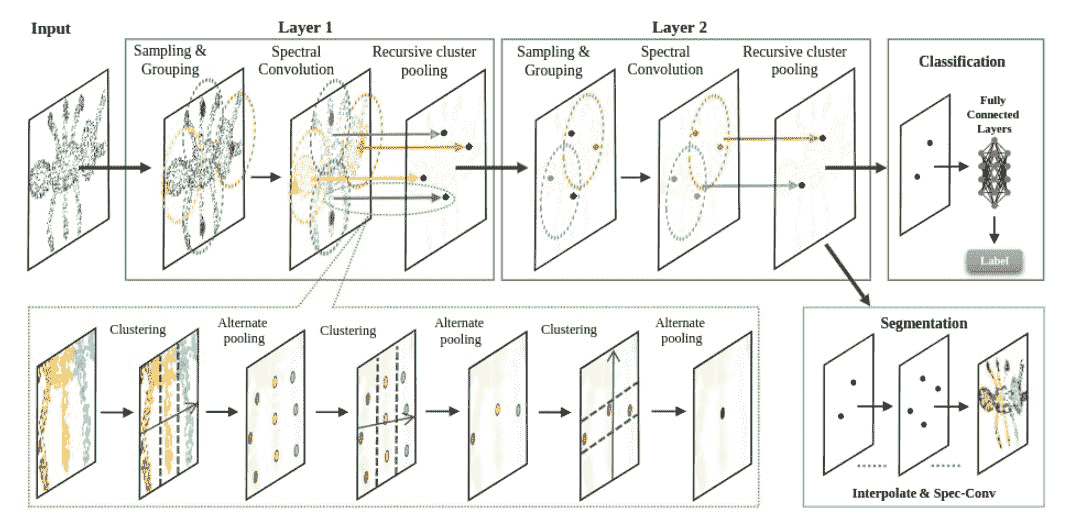 Input
Layer 1
Layer 2
Sampling &
Grouping
Spectral
Convolution
Recursive cluster
pooling
Sampling &
Grouping
Spectral
Convolution
Recursive cluster
pooling
Classification
Fully
Connected
Layers
Label
Clustering
Alternate
pooling
Clustering
Alternate
pooling
Clustering
Alternate
pooling
Segmentation
Interpolate & Spec-Conv